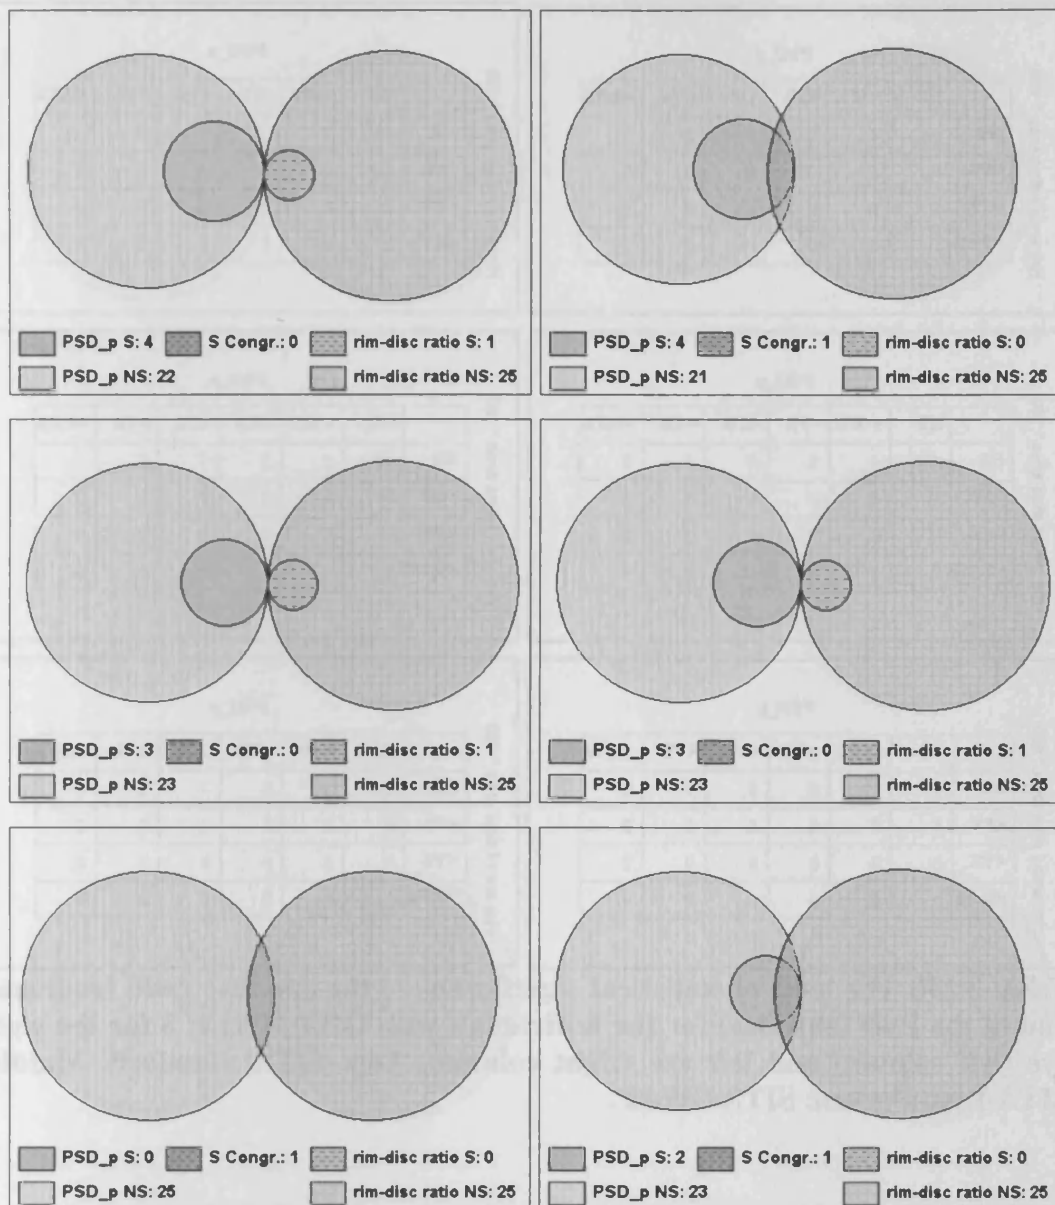 PSD_p S: 4 S Congr.: 0 rim-disc ratio S: 1
PSD_p NS: 22 rim-disc ratio NS: 25
PSD_p S: 4 S Congr.: 1 rim-disc ratio S: 0
PSD_p NS: 21 rim-disc ratio NS: 25
PSD_p S: 3 S Congr.: 0 rim-disc ratio S: 1
PSD_p NS: 23 rim-disc ratio NS: 25
PSD_p S: 3 S Congr.: 0 rim-disc ratio S: 1
PSD_p NS: 23 rim-disc ratio NS: 25
PSD_p S: 0 S Congr.: 1 rim-disc ratio S: 0
PSD_p NS: 25 rim-disc ratio NS: 25
PSD_p S: 2 S Congr.: 1 rim-disc ratio S: 0
PSD_p NS: 23 rim-disc ratio NS: 25